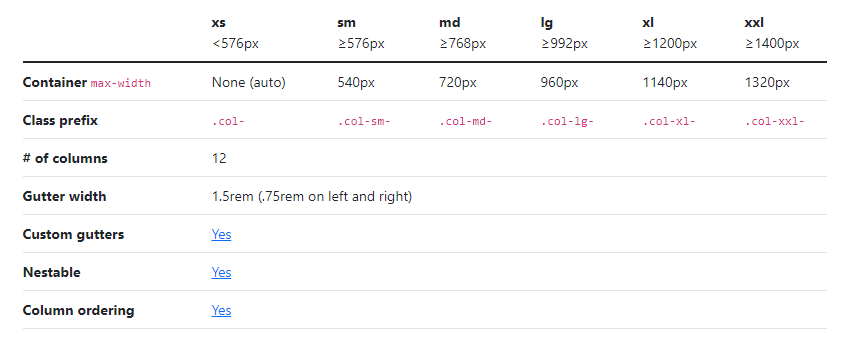 xs sm md lg xl xxl
<576px ≥576px ≥768px ≥992px ≥1200px ≥1400px
Container max-width None (auto) 540px 720px 960px 1140px 1320px
Class prefix .col- .col-sm- .col-md- .col-lg- .col-xl- .col-xxl-
# of columns 12
Gutter width 1.5rem (.75rem on left and right)
Custom gutters Yes
Nestable Yes
Column ordering Yes